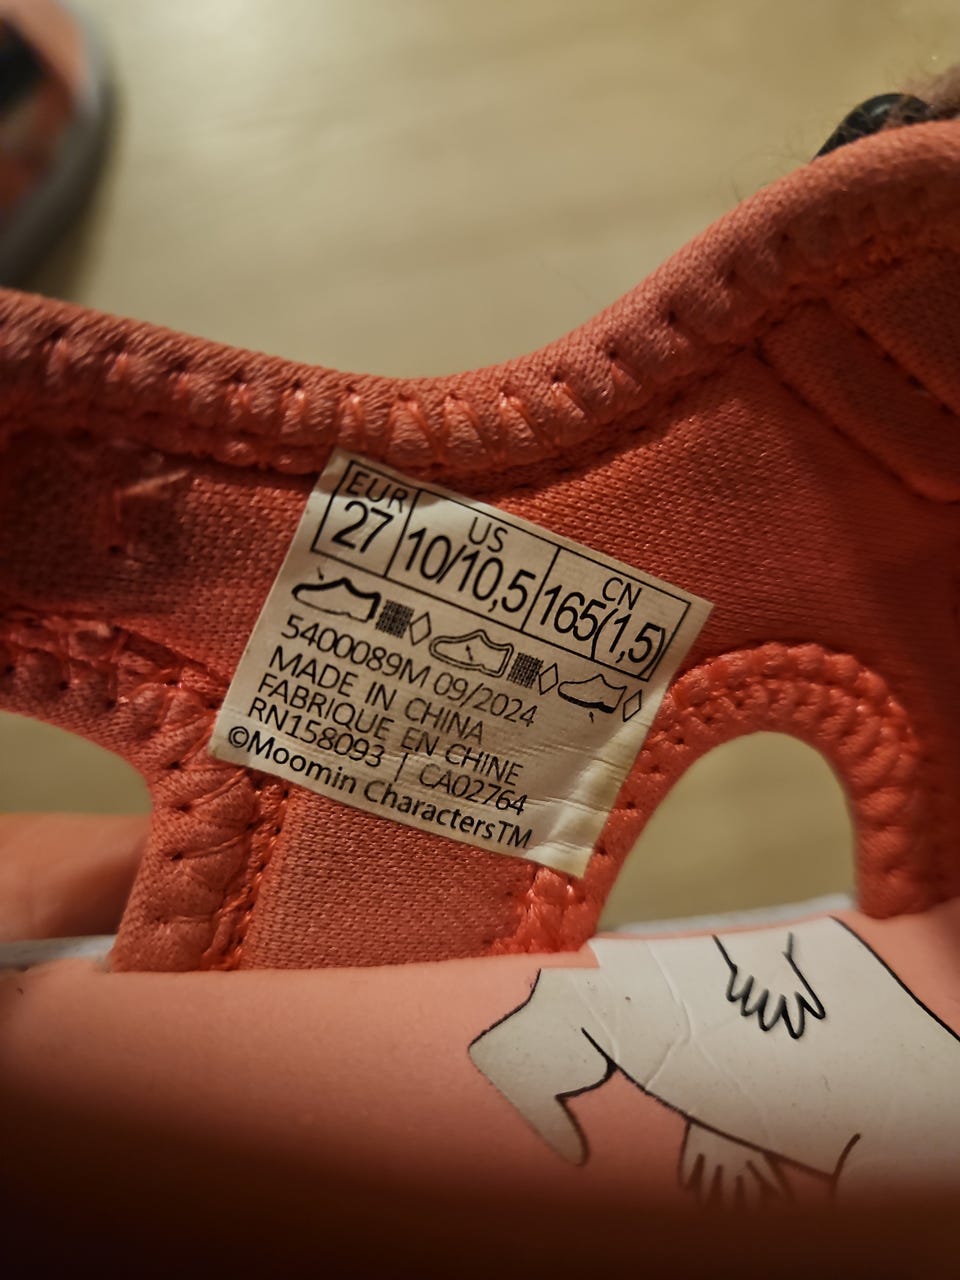 EUR US CN
27 10/10,5 165(1,5)
5400089M 09/2024
MADE IN CHINA
FABRIQUE EN CHINE
RN158093 | CA02764
©Moomin Characters™